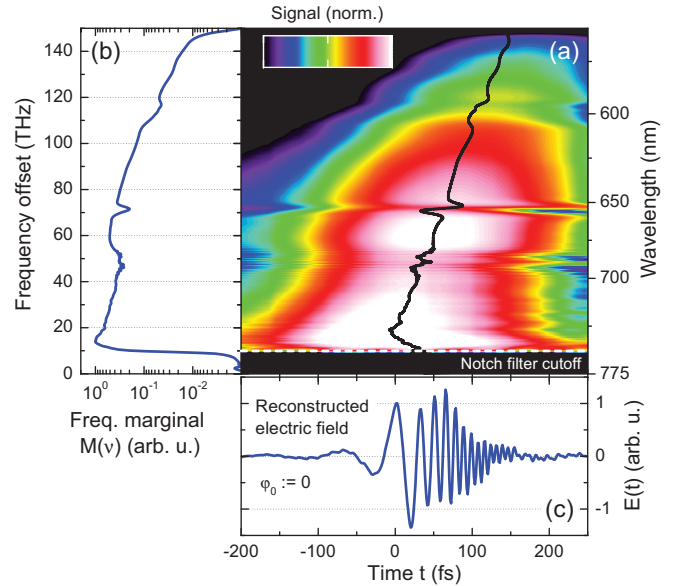 Signal (norm.)
(b)
(a)
150
140
120
100
80
60
40
20
10
0
Frequency offset (THz)
10⁰ 10⁻¹ 10⁻²
Freq. marginal
M(ν) (arb. u.)
600
650
700
775
Wavelength (nm)
Notch filter cutoff
Reconstructed
electric field
φ₀ := 0
(c)
1
0
-1
E(t) (arb. u.)
-200 -100 0 100 200
Time t (fs)